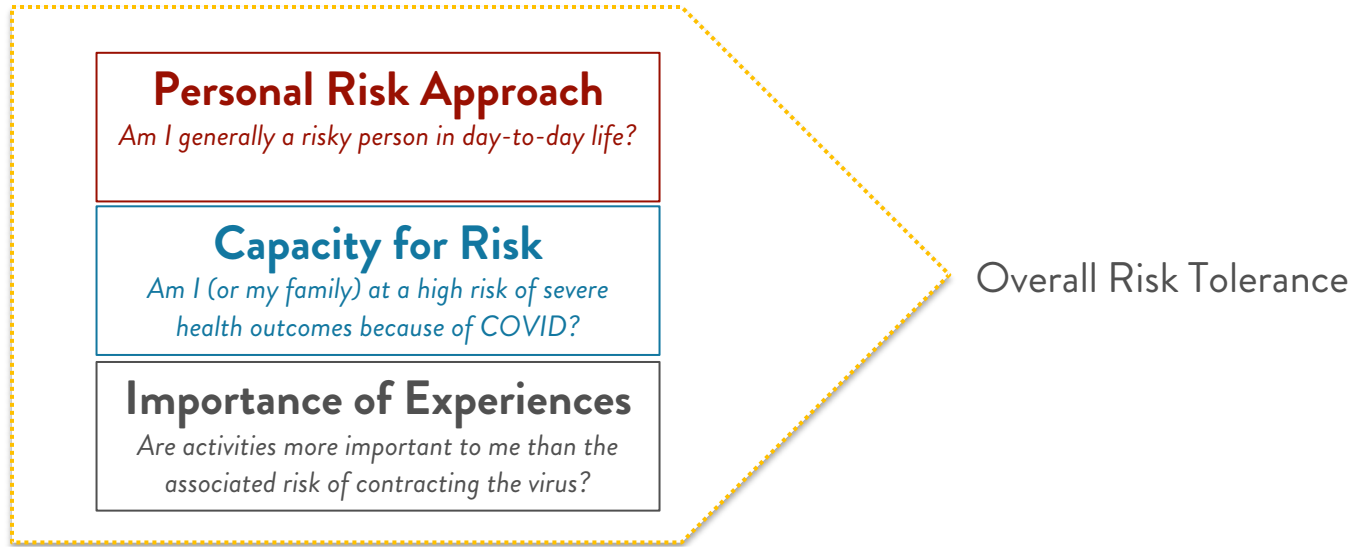 Personal Risk Approach
Am I generally a risky person in day-to-day life?
Capacity for Risk
Am I (or my family) at a high risk of severe
health outcomes because of COVID?
Overall Risk Tolerance
Importance of Experiences
Are activities more important to me than the
associated risk of contracting the virus?